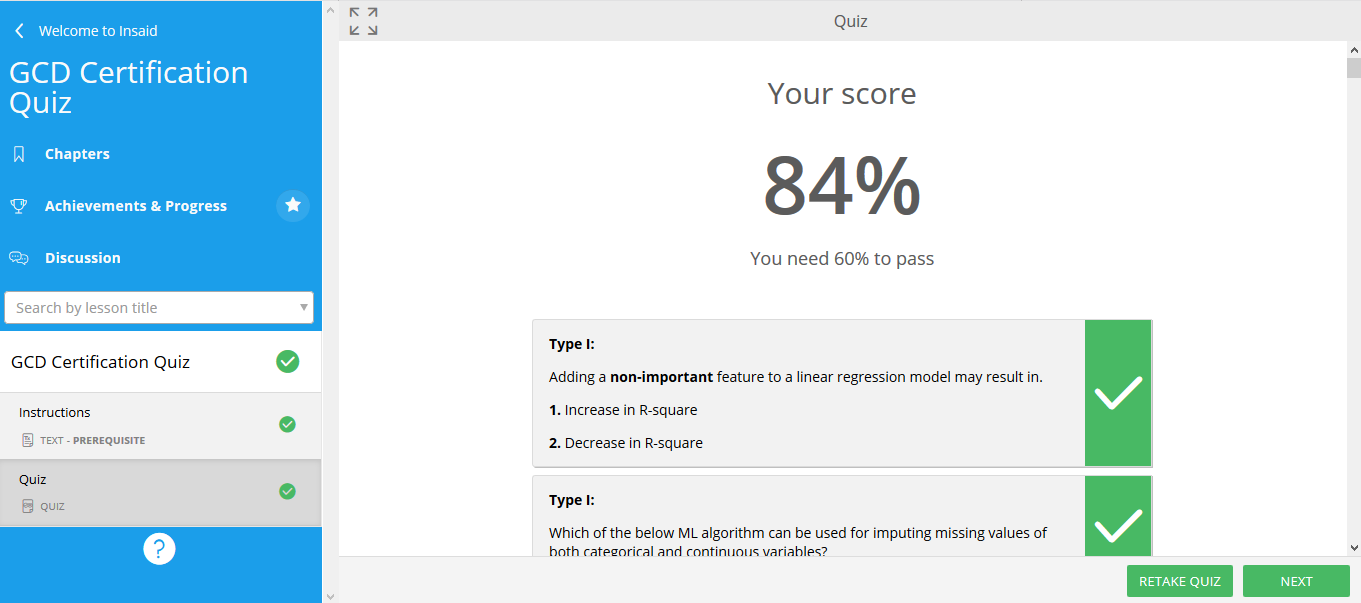 Welcome to Insaid
GCD Certification
Quiz
Chapters
Achievements & Progress
Discussion
Search by lesson title
GCD Certification Quiz
Instructions
TEXT - PREREQUISITE
Quiz
QUIZ
?
Quiz
Your score
84%
You need 60% to pass
Type I:
Adding a non-important feature to a linear regression model may result in.
1. Increase in R-square
2. Decrease in R-square
Type I:
Which of the below ML algorithm can be used for imputing missing values of
both categorical and continuous variables?
RETAKE QUIZ
NEXT